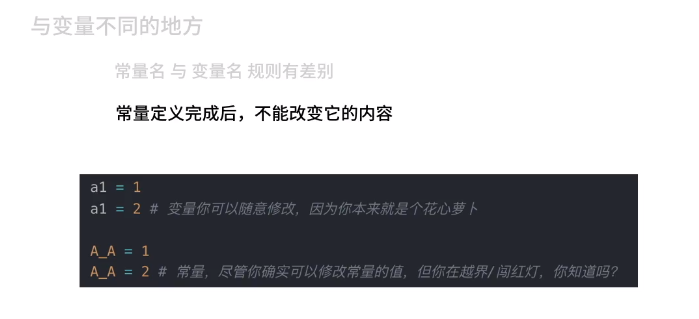 与变量不同的地方
常量名 与 变量名 规则有差别
常量定义完成后，不能改变它的内容
a1 = 1
a1 = 2 # 变量你可以随意修改，因为你本来就是个花心萝卜
A_A = 1
A_A = 2 # 常量，尽管你确实可以修改常量的值，但你在越界/闯红灯，你知道吗？